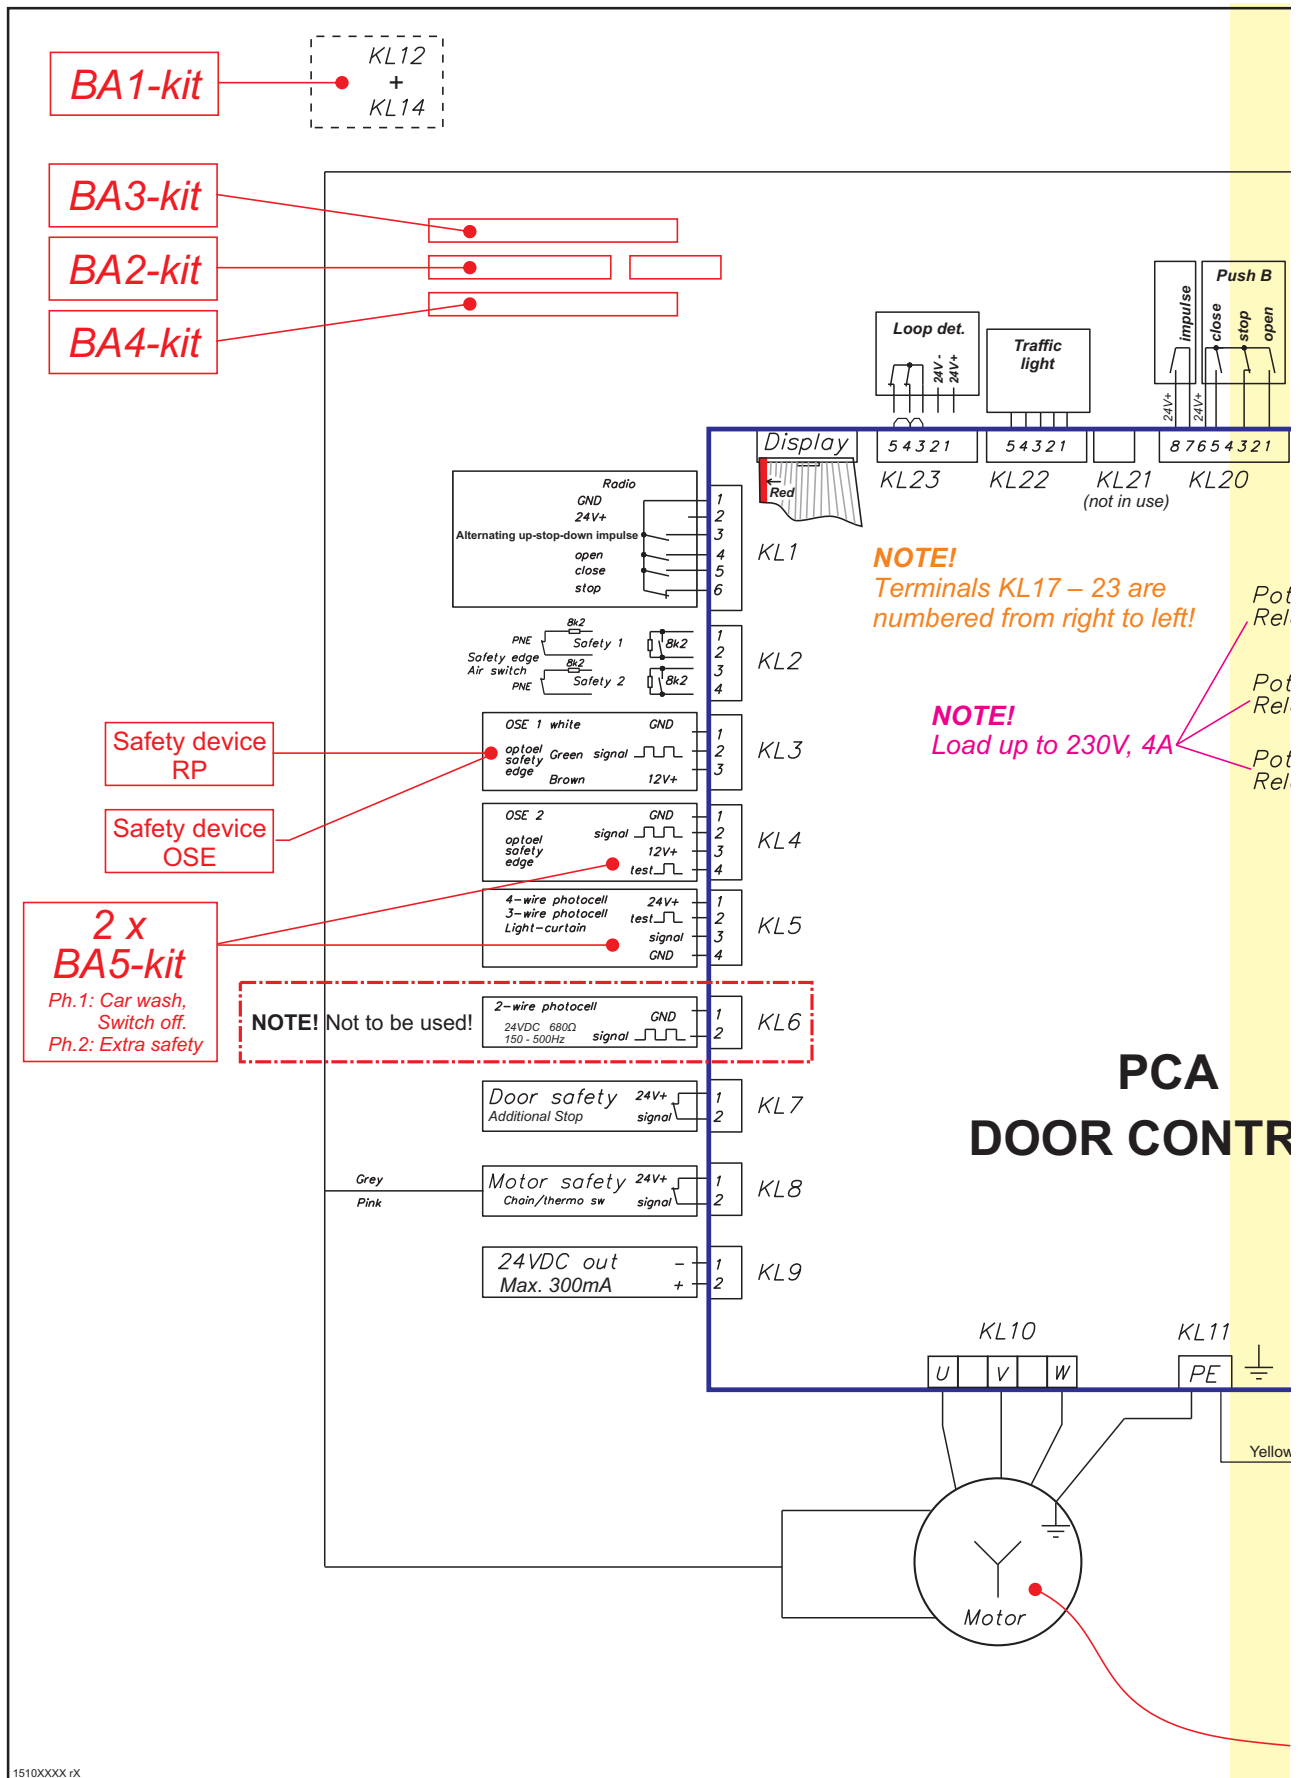 BA1-kit
KL12
+
KL14
BA3-kit
BA2-kit
BA4-kit
Loop det.
24V -
24V+
Traffic
light
impulse
24V+
Push B
close
stop
open
24V+
Display
Red
5 4 3 2 1
KL23
5 4 3 2 1
KL22
KL21
(not in use)
8 7 6 5 4 3 2 1
KL20
Radio
GND
24V+
Alternating up-stop-down impulse
open
close
stop
1
2
3
4
5
6
KL1
NOTE!
Terminals KL17 – 23 are
numbered from right to left!
8k2
PNE
Safety 1
8k2
Safety edge
Air switch
8k2
PNE
Safety 2
8k2
1
2
3
4
KL2
Pot
Rel
Pot
Rel
Pot
Rel
NOTE!
Load up to 230V, 4A
Safety device
RP
OSE 1 white
GND
optoel
safety
edge
Green
signal
Brown
12V+
1
2
3
KL3
Safety device
OSE
OSE 2
GND
signal
optoel
safety
edge
12V+
test
1
2
3
4
KL4
2 x
BA5-kit
Ph.1: Car wash,
Switch off.
Ph.2: Extra safety
4-wire photocell
3-wire photocell
Light-curtain
24V+
test
signal
GND
1
2
3
4
KL5
NOTE! Not to be used!
2-wire photocell
24VDC 680Ω
150 - 500Hz
GND
signal
1
2
KL6
PCA
DOOR CONTR
Door safety
Additional Stop
24V+
signal
1
2
KL7
Grey
Pink
Motor safety
Chain/thermo sw
24V+
signal
1
2
KL8
24VDC out
Max. 300mA
-
+
1
2
KL9
KL10
U
V
W
KL11
PE
Yellow
Motor
1510XXXX rX